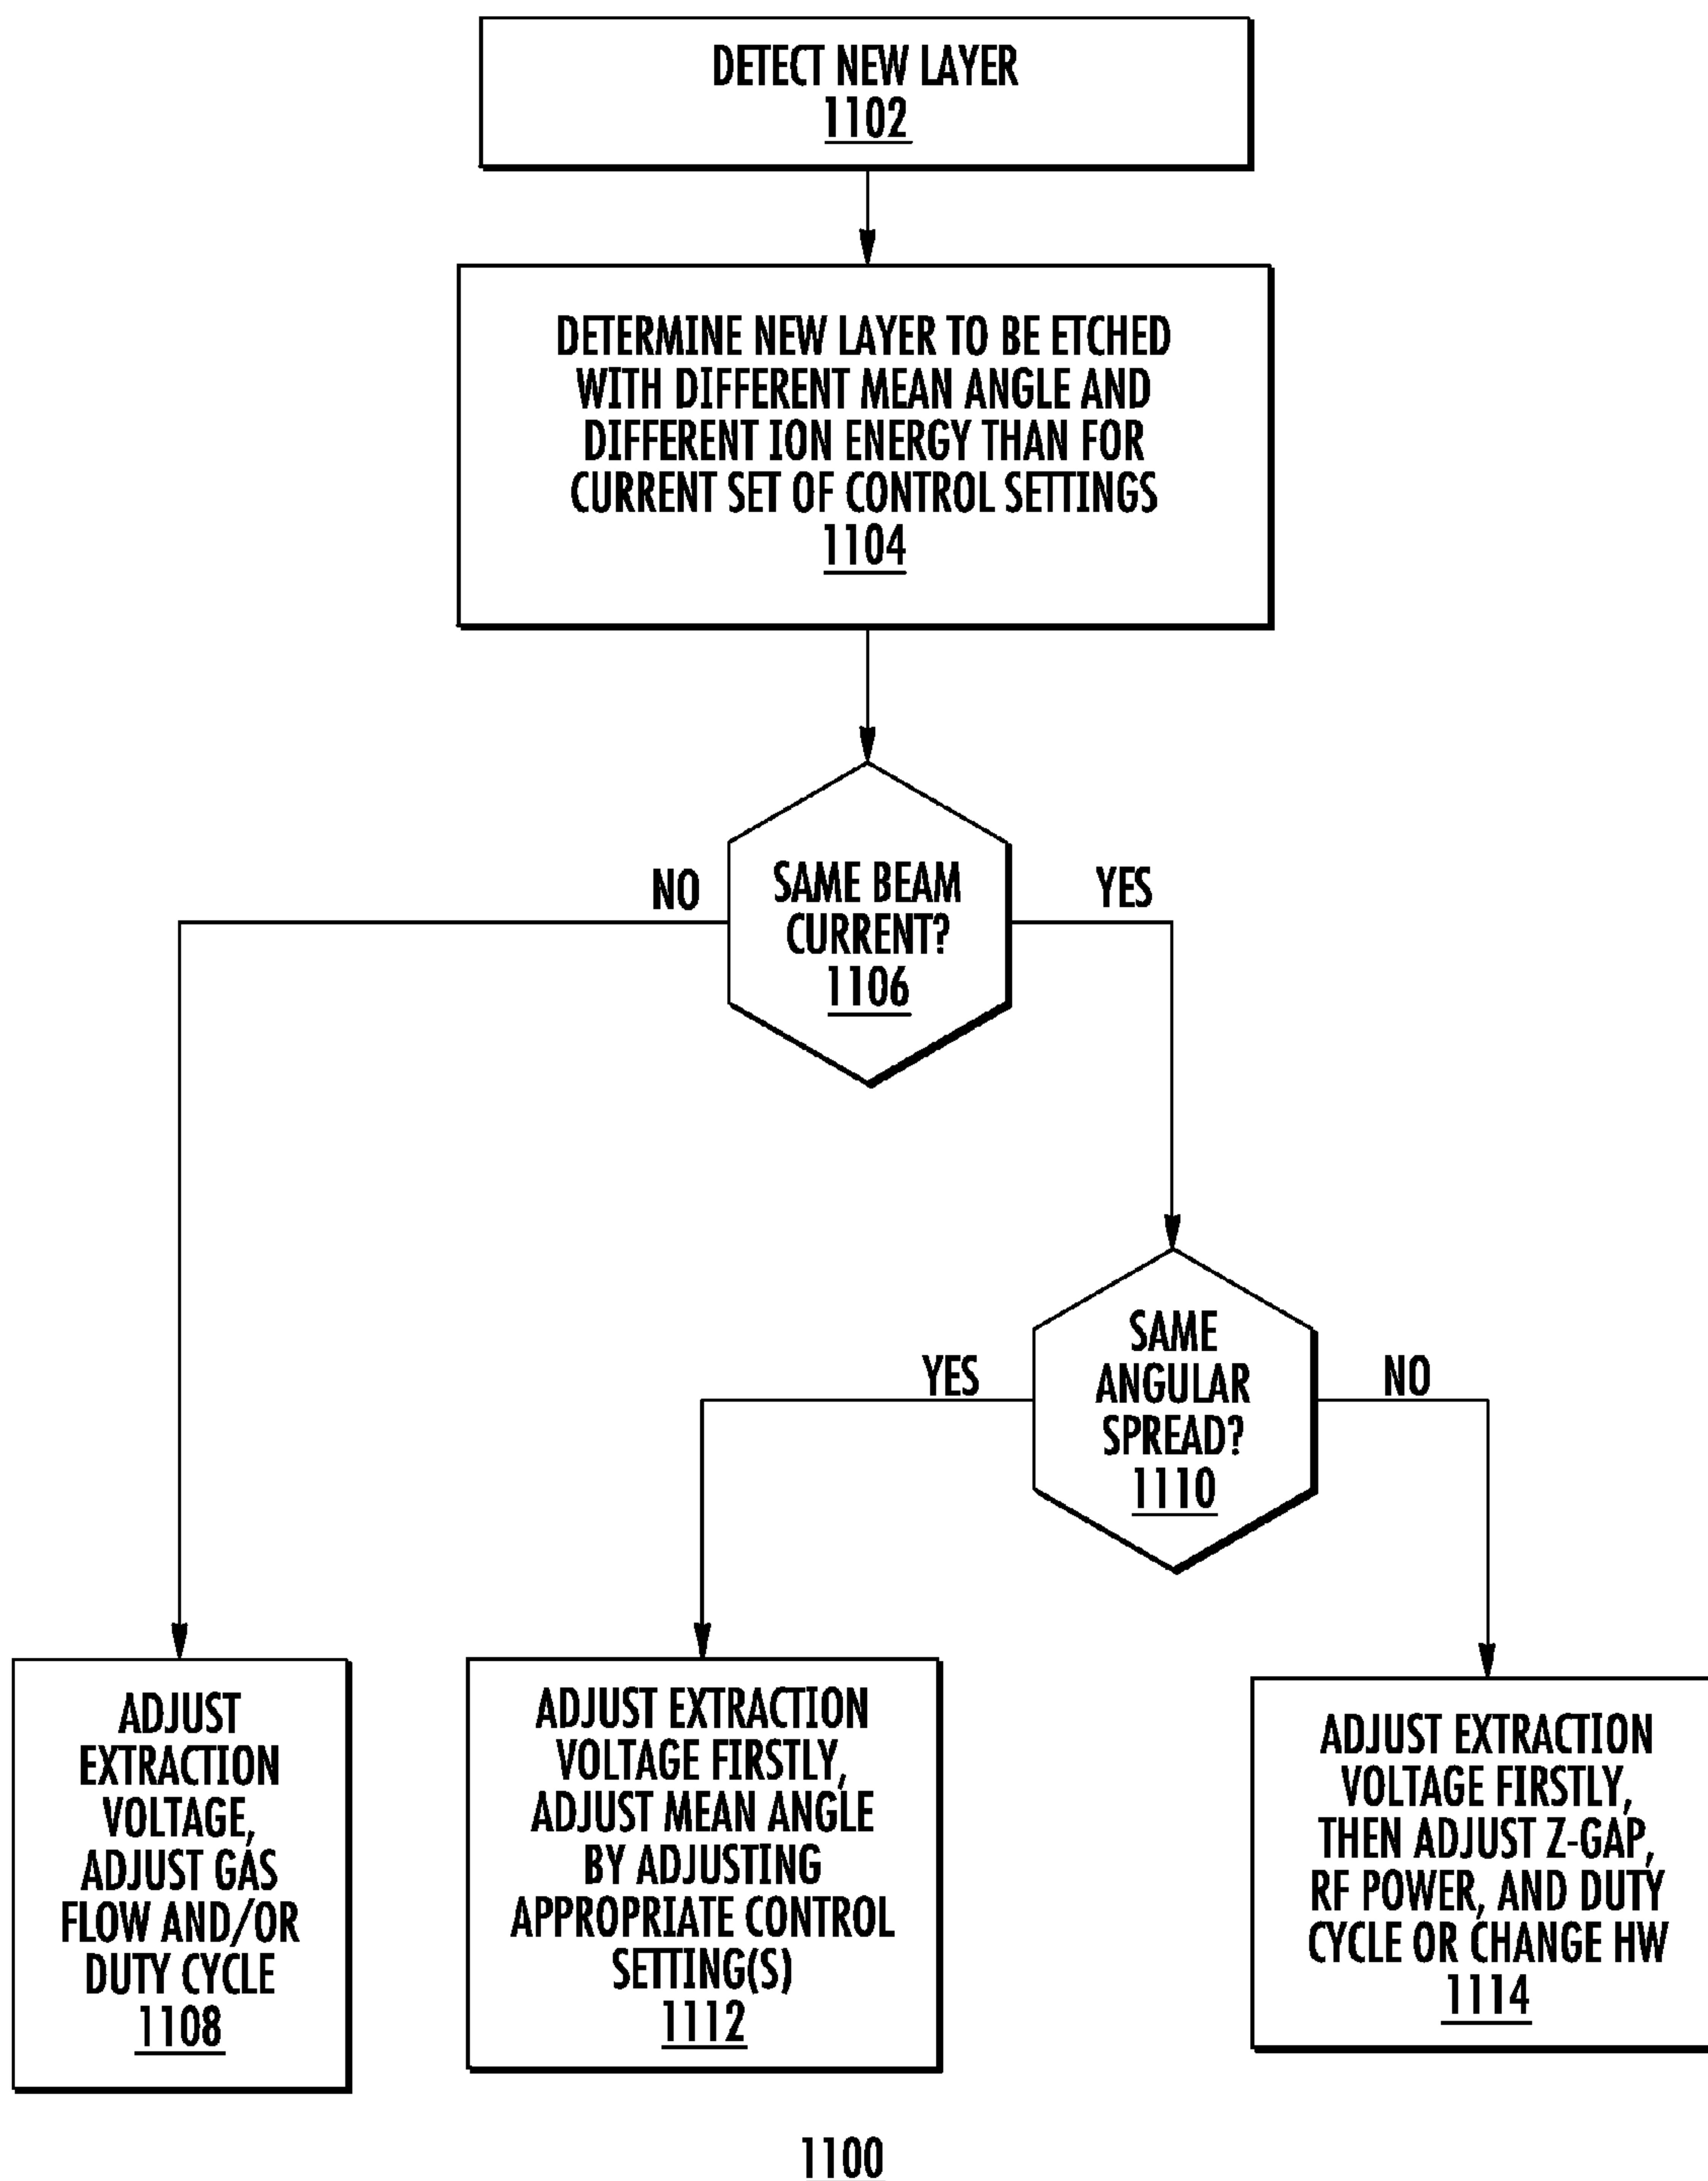 DETECT NEW LAYER
1102
DETERMINE NEW LAYER TO BE ETCHED
WITH DIFFERENT MEAN ANGLE AND
DIFFERENT ION ENERGY THAN FOR
CURRENT SET OF CONTROL SETTINGS
1104
SAME BEAM
CURRENT?
1106
NO
YES
SAME
ANGULAR
SPREAD?
1110
YES
NO
ADJUST
EXTRACTION
VOLTAGE,
ADJUST GAS
FLOW AND/OR
DUTY CYCLE
1108
ADJUST EXTRACTION
VOLTAGE FIRSTLY,
ADJUST MEAN ANGLE
BY ADJUSTING
APPROPRIATE CONTROL
SETTING(S)
1112
ADJUST EXTRACTION
VOLTAGE FIRSTLY,
THEN ADJUST Z-GAP,
RF POWER, AND DUTY
CYCLE OR CHANGE HW
1114
1100